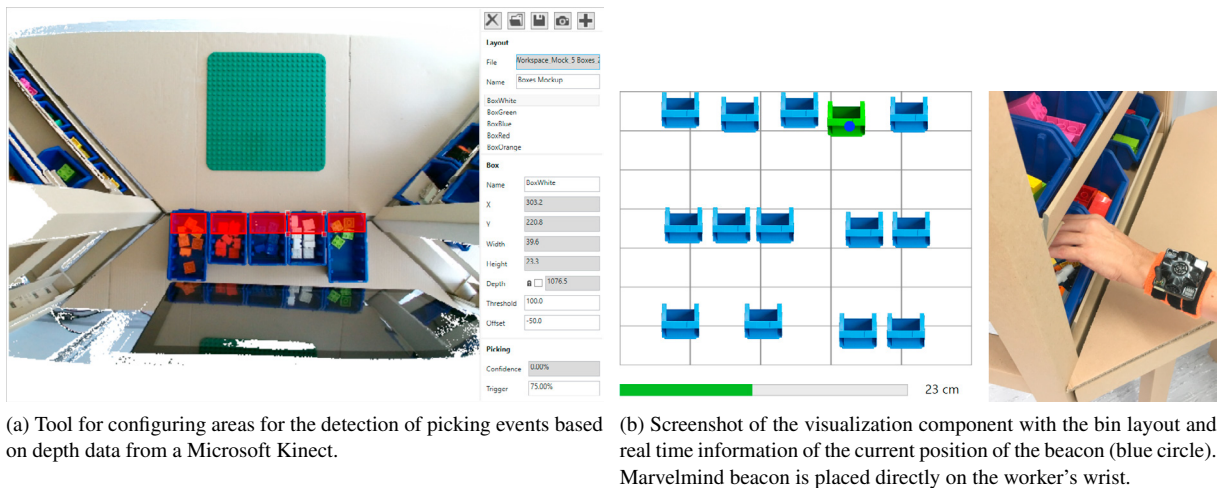 Layout
File Workspace_Mock_5 Boxes_2
Name Boxes Mockup
BoxWhite
BoxGreen
BoxBlue
BoxRed
BoxOrange
Box
Name BoxWhite
X 303.2
Y 220.8
Width 39.6
Height 23.3
Depth 1076.5
Threshold 100.0
Offset -50.0
Picking
Confidence 0.00%
Trigger 75.00%
23 cm
(a) Tool for configuring areas for the detection of picking events based
on depth data from a Microsoft Kinect.
(b) Screenshot of the visualization component with the bin layout and
real time information of the current position of the beacon (blue circle).
Marvelmind beacon is placed directly on the worker's wrist.